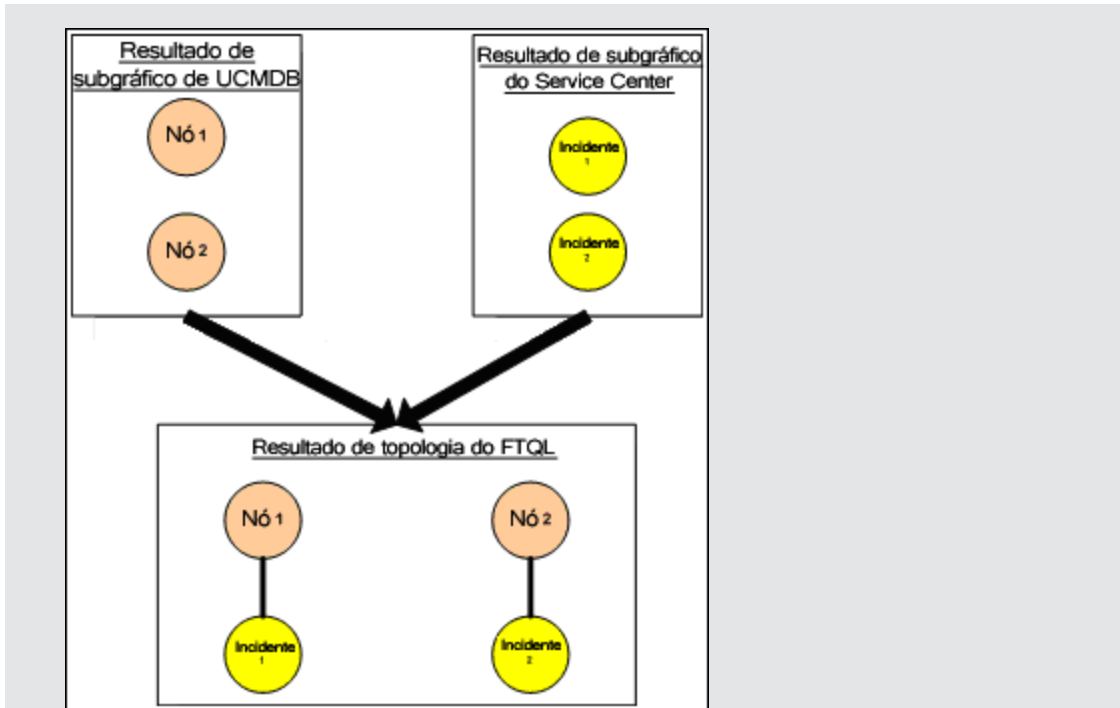 Resultado de
subgráfico de UCMDB
Nó 1
Nó 2
Resultado de subgráfico
do Service Center
Incidente
1
Incidente
2
Resultado de topologia do FTQL
Nó 1
Nó 2
Incidente
1
Incidente
2